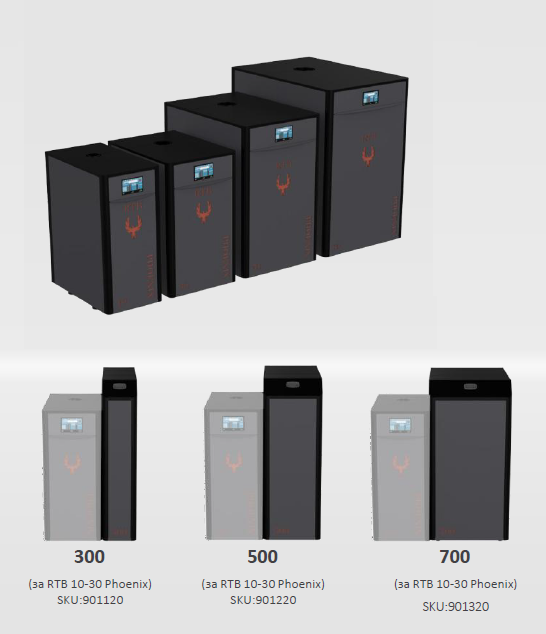 300
500
700
(за RTB 10-30 Phoenix)
(за RTB 10-30 Phoenix)
(за RTB 10-30 Phoenix)
SKU:901120
SKU:901220
SKU:901320